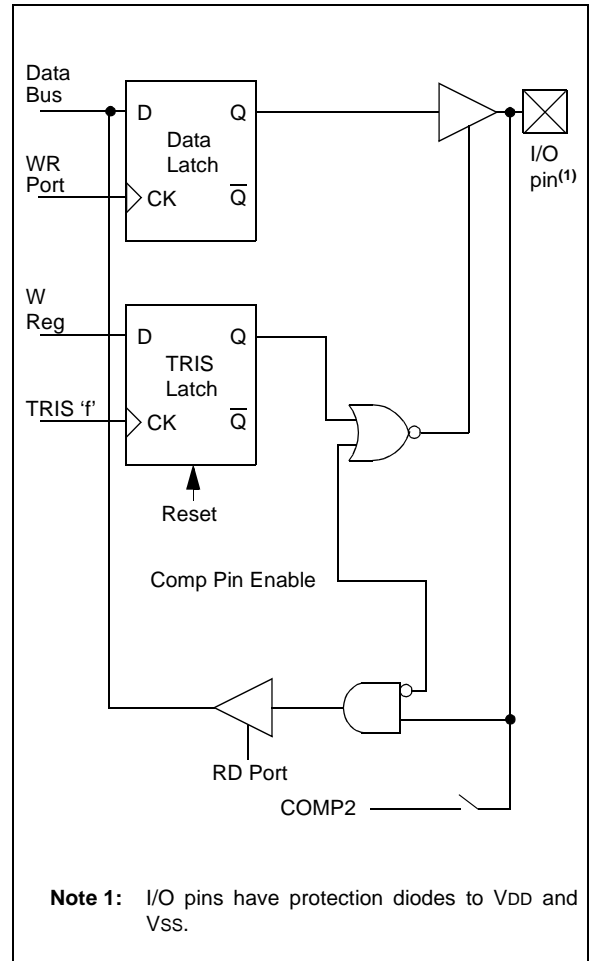 Data
Bus
D
Q
Data
Latch
WR
Port
CK
Q
I/O
pin(1)
W
Reg
D
Q
TRIS
Latch
TRIS 'f'
CK
Q
Reset
Comp Pin Enable
RD Port
COMP2
Note 1: I/O pins have protection diodes to VDD and
VSS.